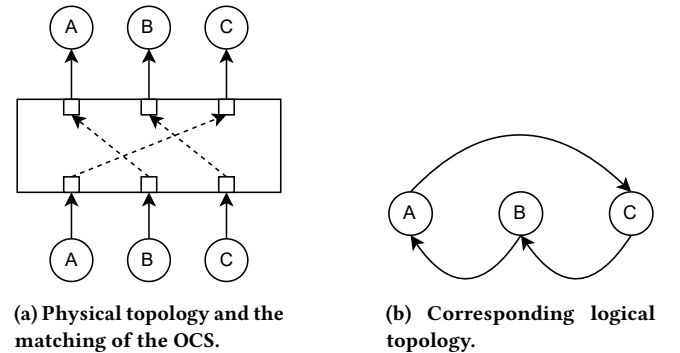 A B C
A B C
(a) Physical topology and the
matching of the OCS.
A B C
(b) Corresponding logical
topology.